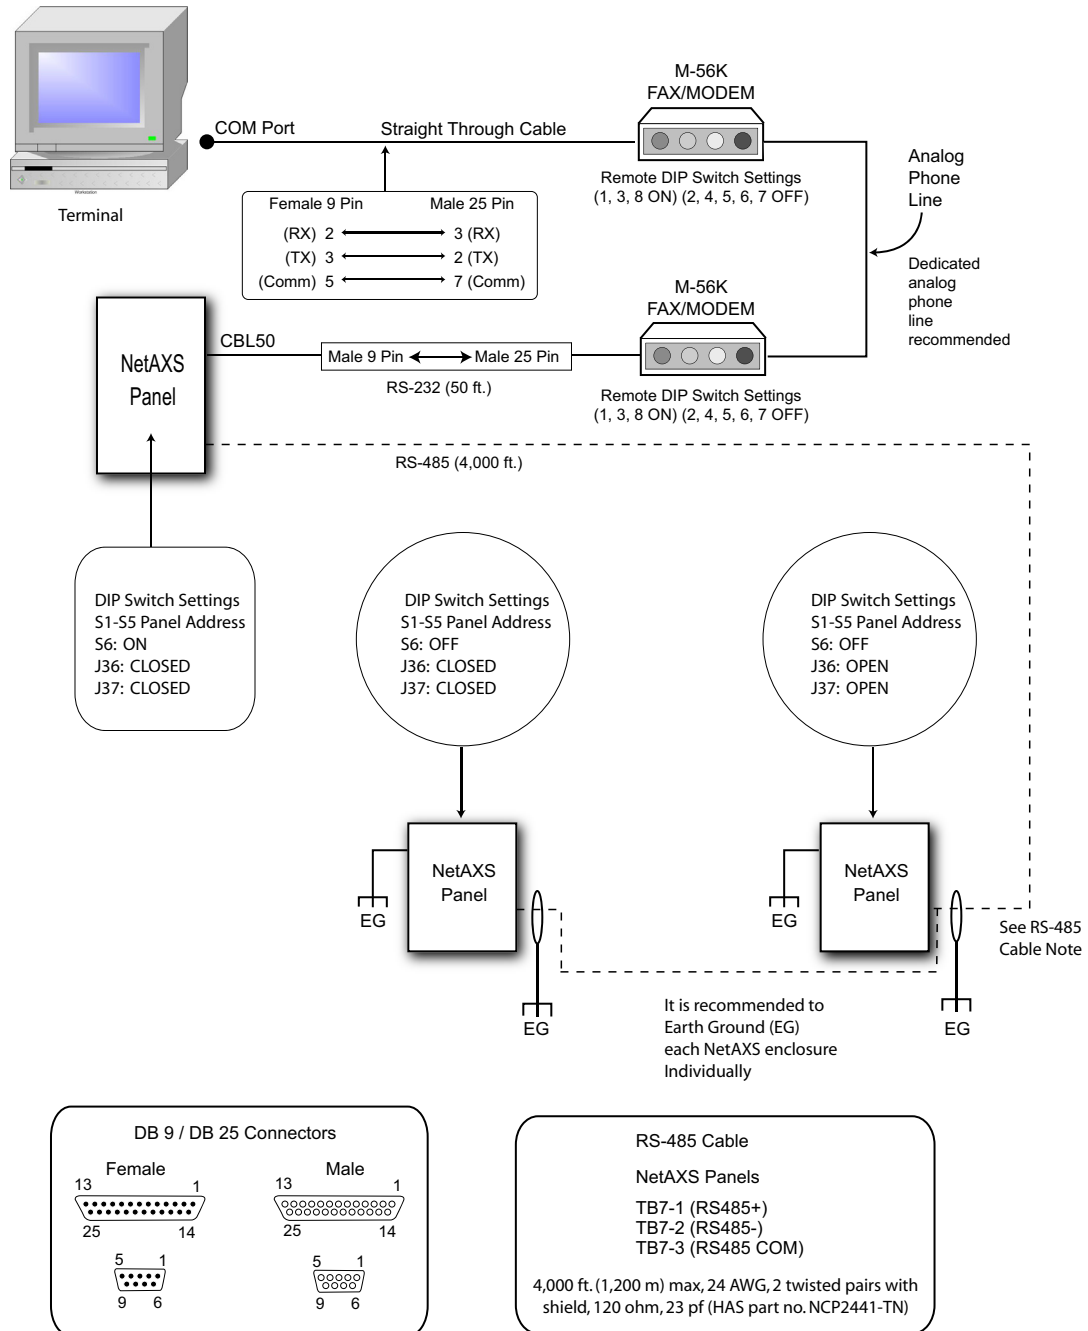 M-56K
FAX/MODEM
COM Port
Straight Through Cable
Workstation
Terminal
Remote DIP Switch Settings
(1, 3, 8 ON) (2, 4, 5, 6, 7 OFF)
Analog
Phone
Line
Dedicated
analog
phone
line
recommended
Female 9 Pin Male 25 Pin
(RX) 2 3 (RX)
(TX) 3 2 (TX)
(Comm) 5 7 (Comm)
M-56K
FAX/MODEM
NetAXS
Panel
CBL50
Male 9 Pin Male 25 Pin
RS-232 (50 ft.)
Remote DIP Switch Settings
(1, 3, 8 ON) (2, 4, 5, 6, 7 OFF)
RS-485 (4,000 ft.)
DIP Switch Settings
S1-S5 Panel Address
S6: ON
J36: CLOSED
J37: CLOSED
DIP Switch Settings
S1-S5 Panel Address
S6: OFF
J36: CLOSED
J37: CLOSED
DIP Switch Settings
S1-S5 Panel Address
S6: OFF
J36: OPEN
J37: OPEN
NetAXS
Panel
EG
EG
NetAXS
Panel
EG
EG
See RS-485
Cable Note
It is recommended to
Earth Ground (EG)
each NetAXS enclosure
Individually
DB 9 / DB 25 Connectors
Female
13 1
25 14
5 1
9 6
Male
13 1
25 14
5 1
9 6
RS-485 Cable
NetAXS Panels
TB7-1 (RS485+)
TB7-2 (RS485-)
TB7-3 (RS485 COM)
4,000 ft. (1,200 m) max, 24 AWG, 2 twisted pairs with
shield, 120 ohm, 23 pf (HAS part no. NCP2441-TN)